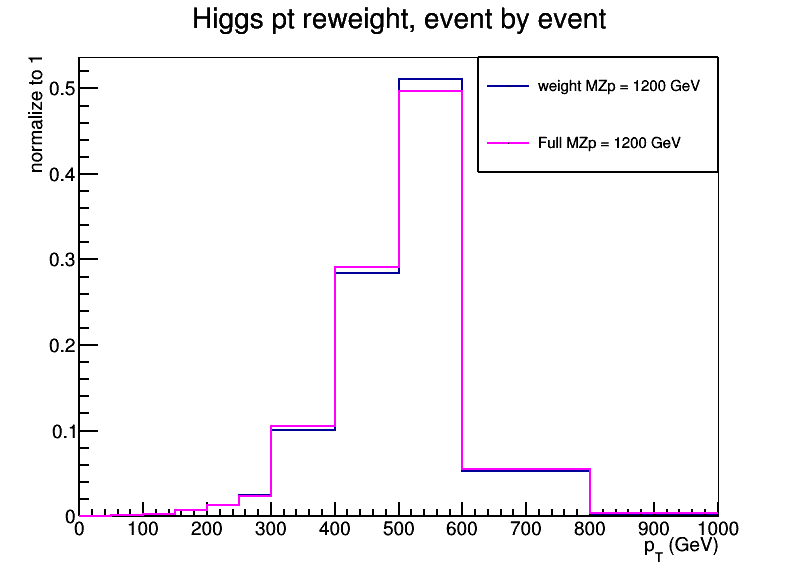 Higgs pt reweight, event by event
normalize to 1
weight MZp = 1200 GeV
Full MZp = 1200 GeV
0.5
0.4
0.3
0.2
0.1
0
0 100 200 300 400 500 600 700 800 900 1000
p_T (GeV)